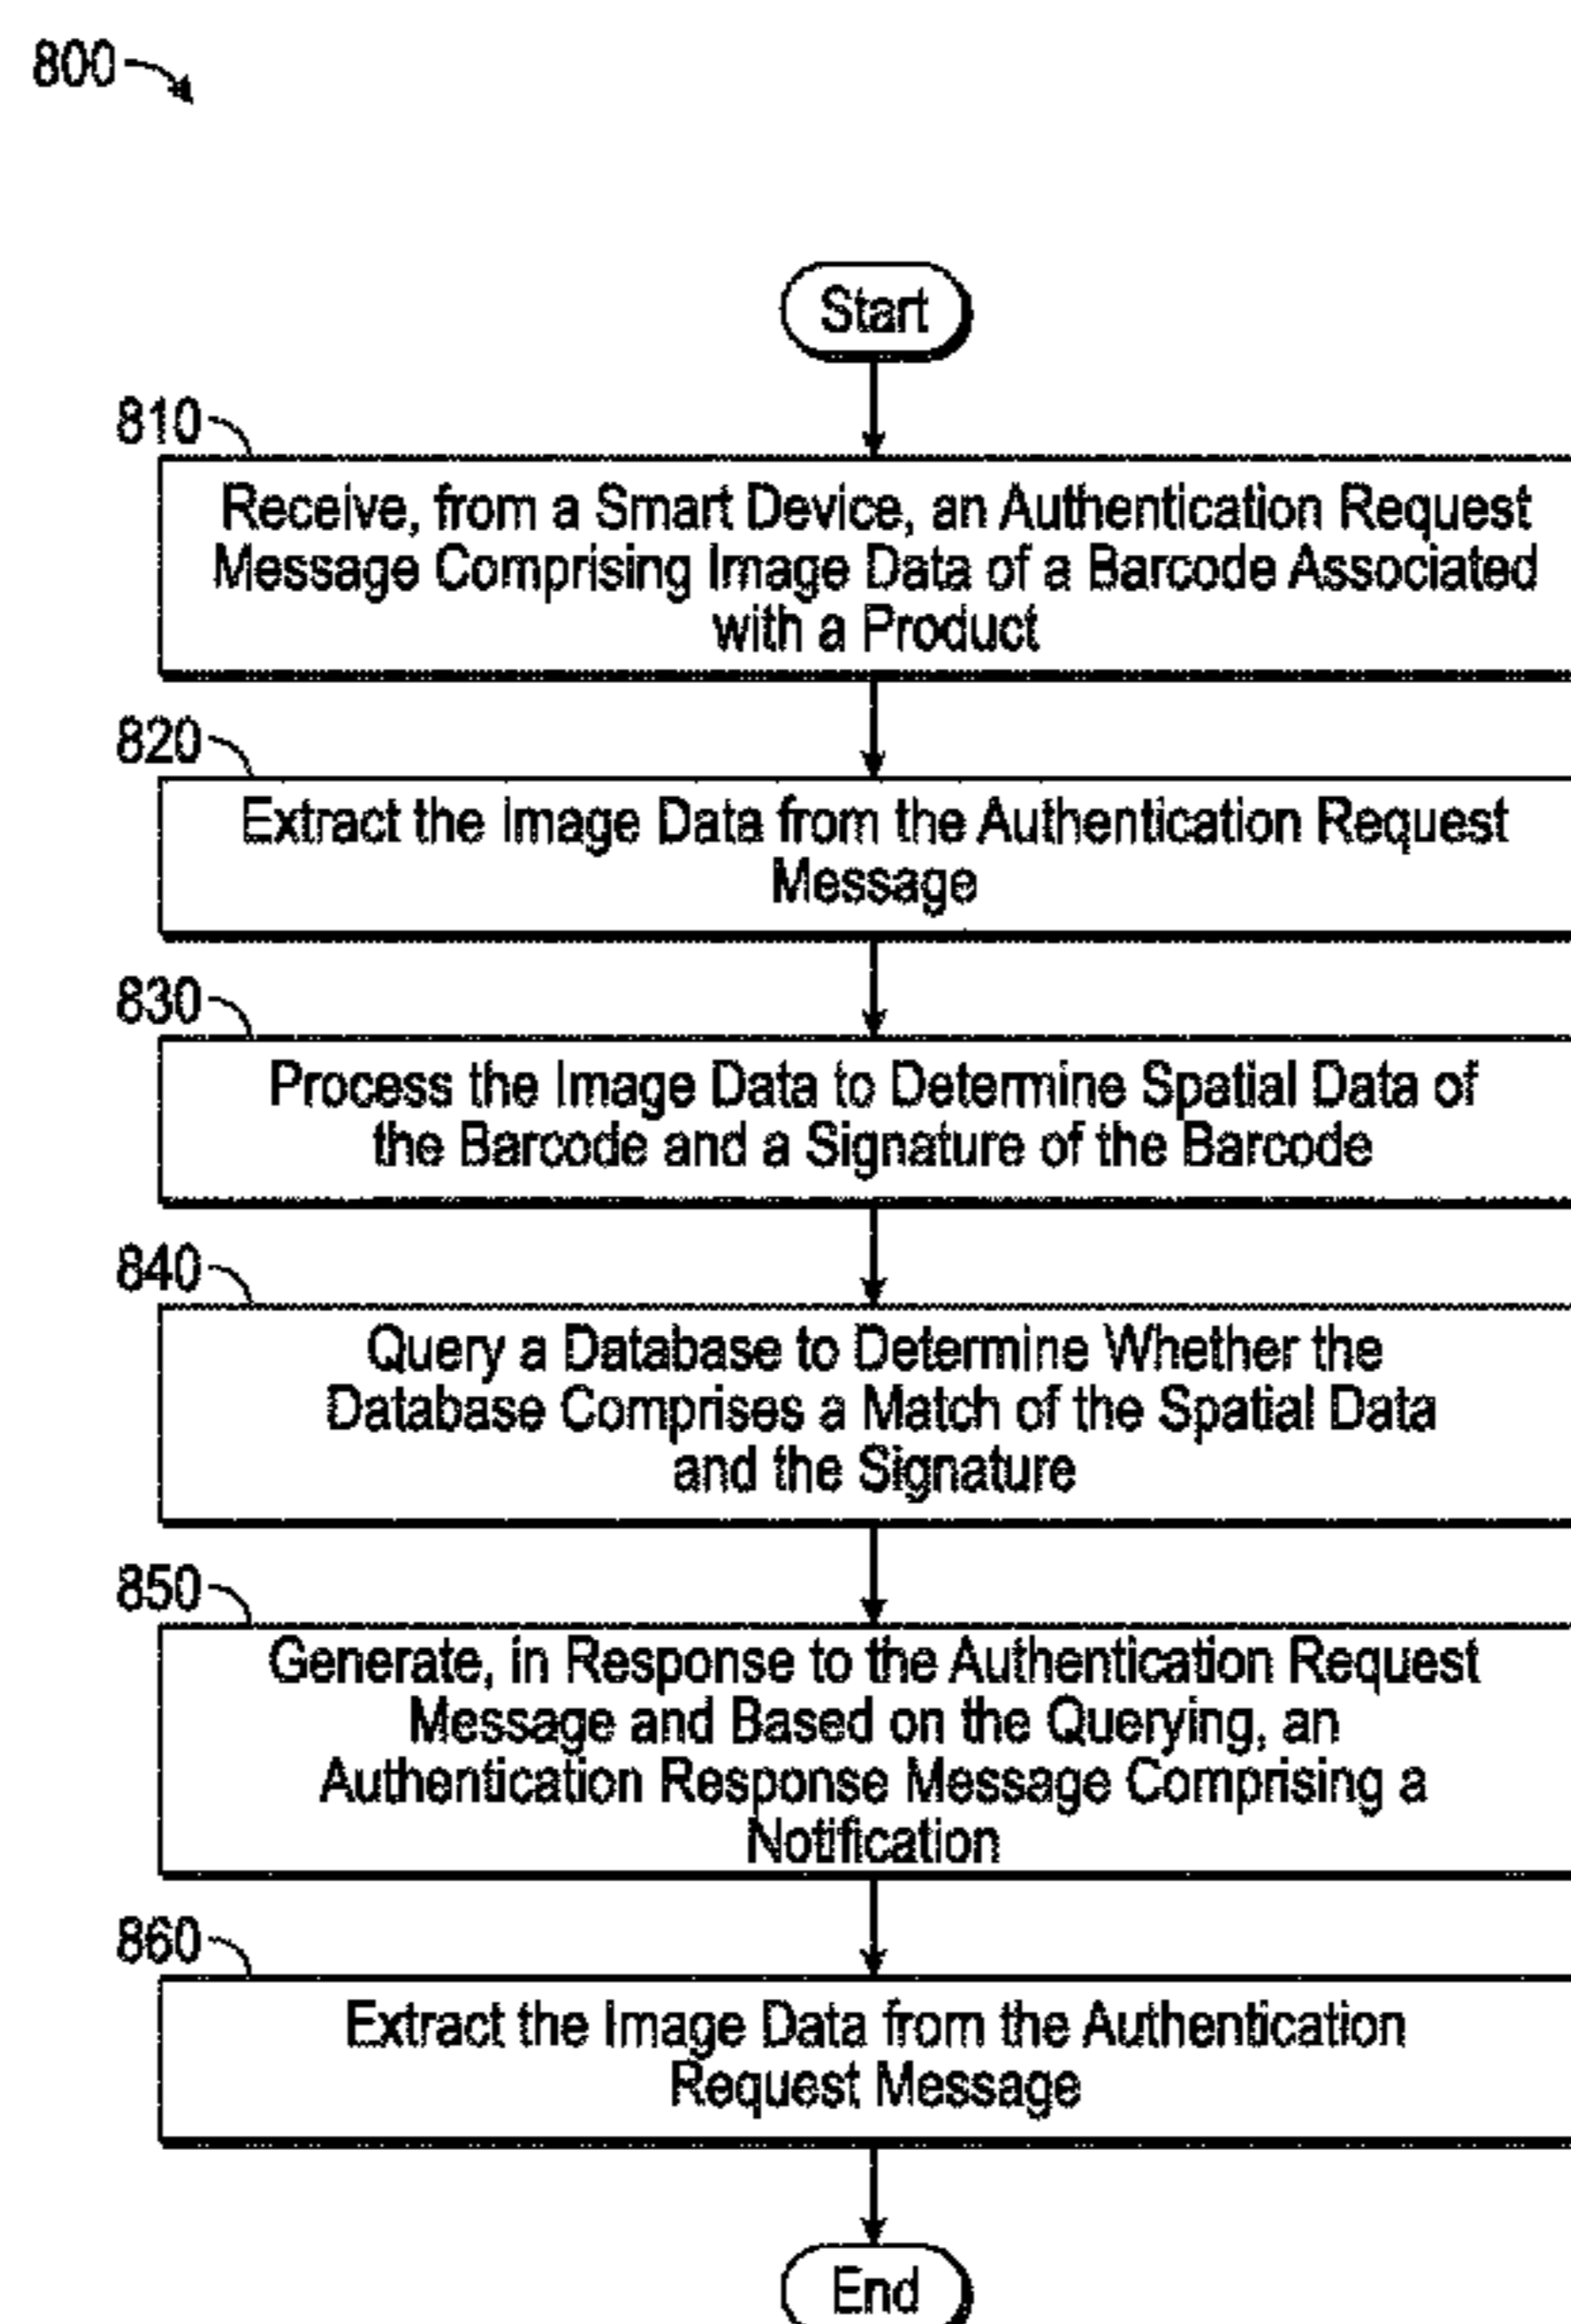 800
Start
810
Receive, from a Smart Device, an Authentication Request
Message Comprising Image Data of a Barcode Associated
with a Product
820
Extract the Image Data from the Authentication Request
Message
830
Process the Image Data to Determine Spatial Data of
the Barcode and a Signature of the Barcode
840
Query a Database to Determine Whether the
Database Comprises a Match of the Spatial Data
and the Signature
850
Generate, in Response to the Authentication Request
Message and Based on the Querying, an
Authentication Response Message Comprising a
Notification
860
Extract the Image Data from the Authentication
Request Message
End